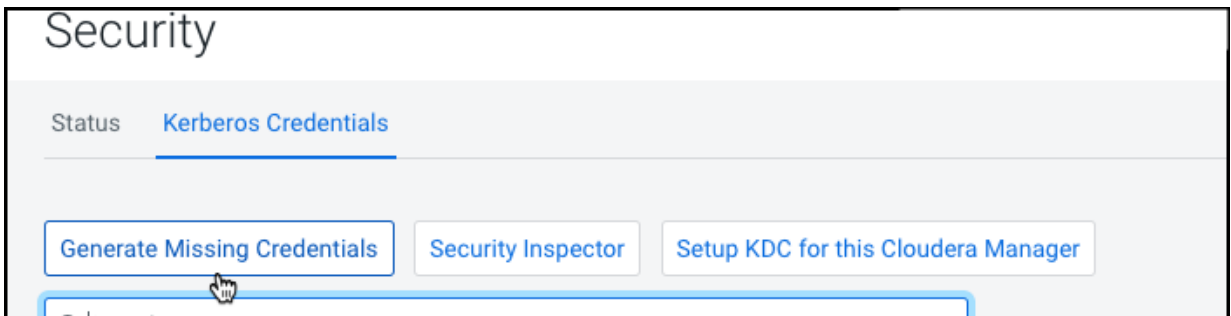 Security
Status Kerberos Credentials
Generate Missing Credentials Security Inspector Setup KDC for this Cloudera Manager